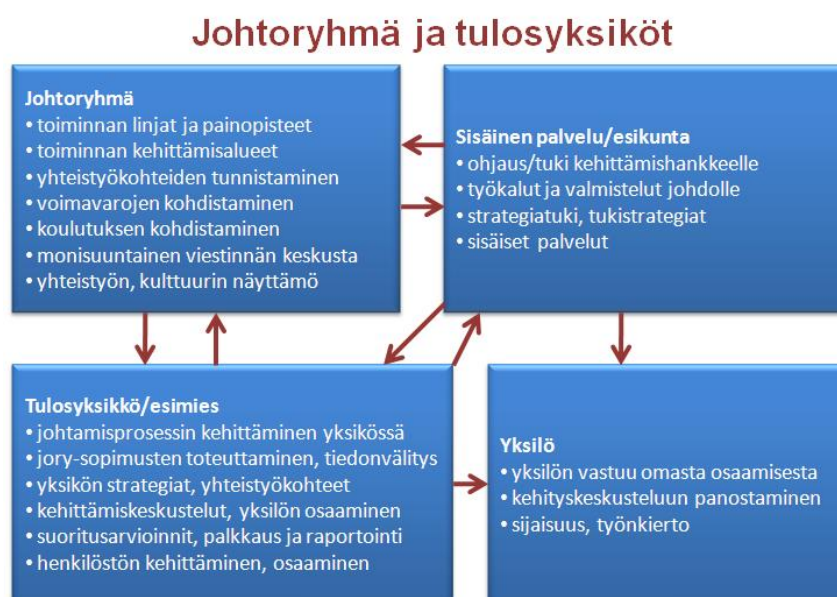 Johtoryhmä ja tulosyksiköt
Johtoryhmä
• toiminnan linjat ja painopisteet
• toiminnan kehittämisalueet
• yhteistyökohteiden tunnistaminen
• voimavarojen kohdistaminen
• koulutuksen kohdistaminen
• monisuuntainen viestinnän keskusta
• yhteistyön, kulttuurin näyttämö
Sisäinen palvelu/esikunta
• ohjaus/tuki kehittämishankkeelle
• työkalut ja valmistelut johdolle
• strategiatuki, tukistrategiat
• sisäiset palvelut
Tulosyksikkö/esimies
• johtamisprosessin kehittäminen yksikössä
• jory-sopimusten toteuttaminen, tiedonvälitys
• yksikön strategiat, yhteistyökohteet
• kehittämiskeskustelut, yksilön osaaminen
• suoritusarvioinnit, palkkaus ja raportointi
• henkilöstön kehittäminen, osaaminen
Yksilö
• yksilön vastuu omasta osaamisesta
• kehityskeskusteluun panostaminen
• sijaisuus, työnkierto